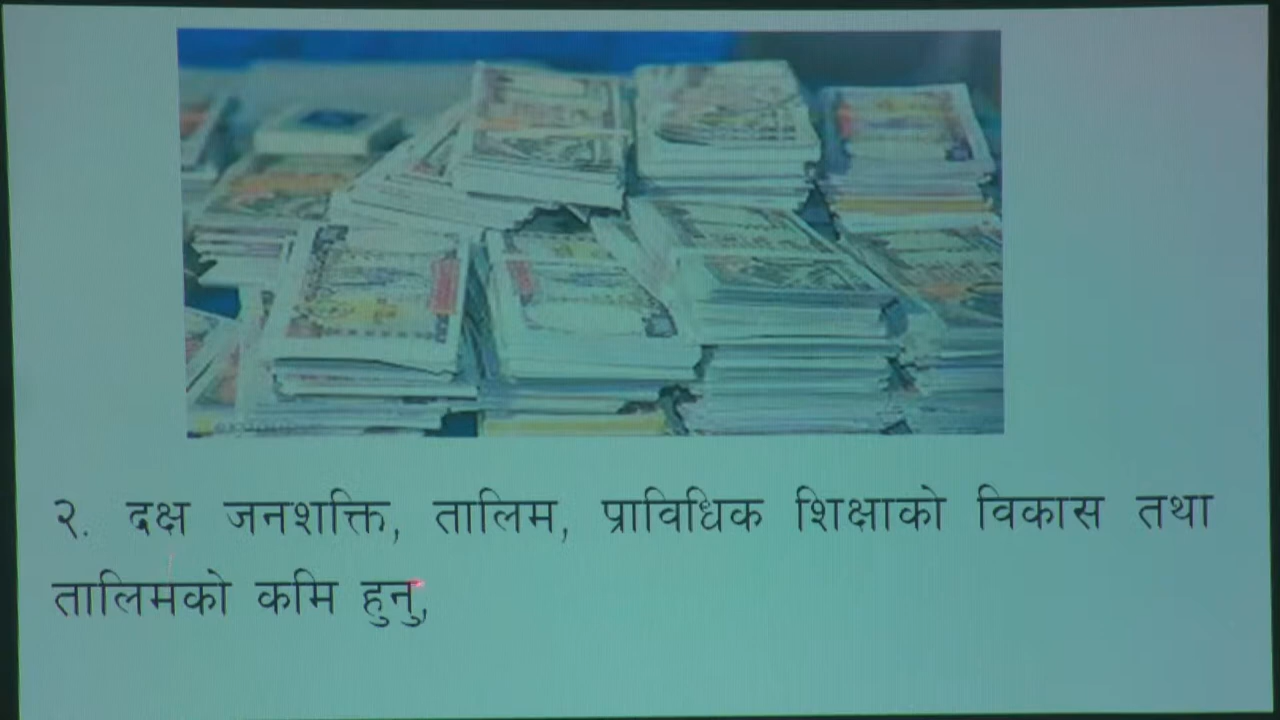 २. दक्ष जनशक्ति, तालिम, प्राविधिक शिक्षाको विकास तथा
तालिमको कमि हुनु,